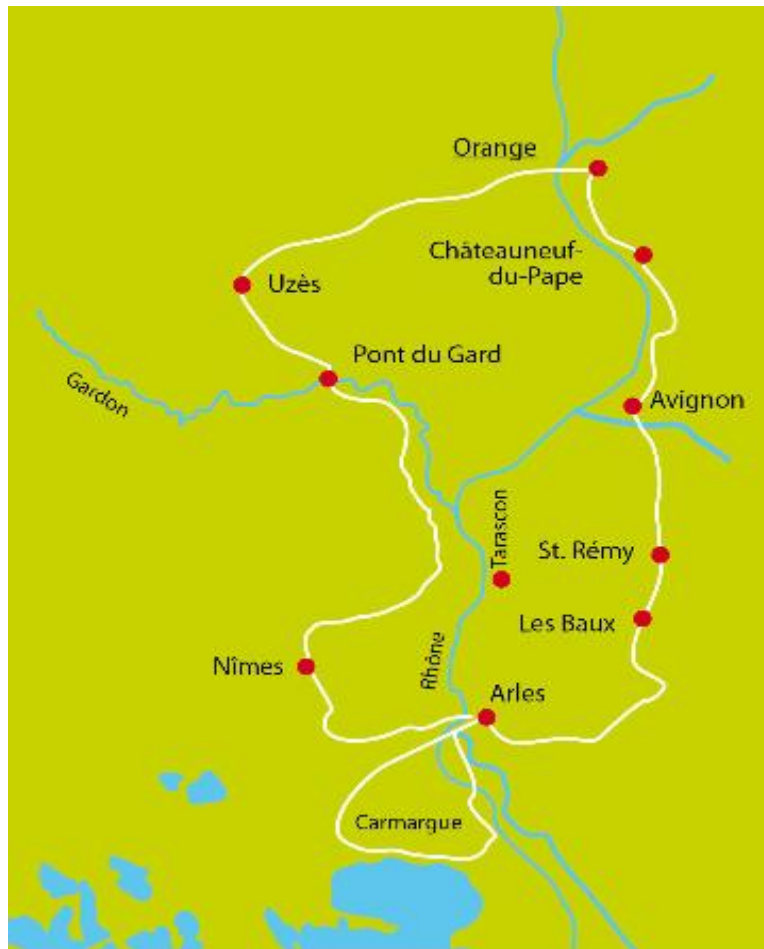 Orange
Châteauneuf-
du-Pape
Uzès
Pont du Gard
Gardon
Avignon
Tarascon
St. Rémy
Les Baux
Nîmes
Rhône
Arles
Carmargue